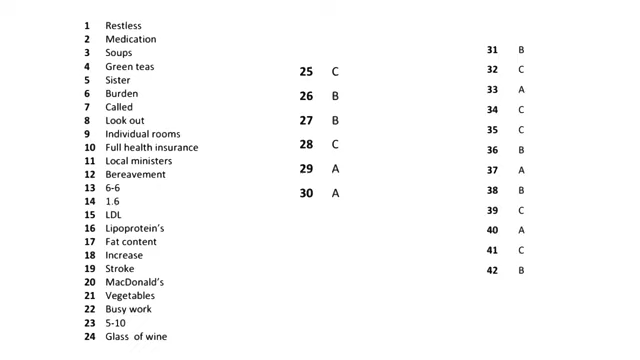 1 Restless
2 Medication
3 Soups
4 Green teas
5 Sister
6 Burden
7 Called
8 Look out
9 Individual rooms
10 Full health insurance
11 Local ministers
12 Bereavement
13 6-6
14 1.6
15 LDL
16 Lipoprotein's
17 Fat content
18 Increase
19 Stroke
20 MacDonald's
21 Vegetables
22 Busy work
23 5-10
24 Glass of wine
25 C
26 B
27 B
28 C
29 A
30 A
31 B
32 C
33 A
34 C
35 C
36 B
37 A
38 B
39 C
40 A
41 C
42 B